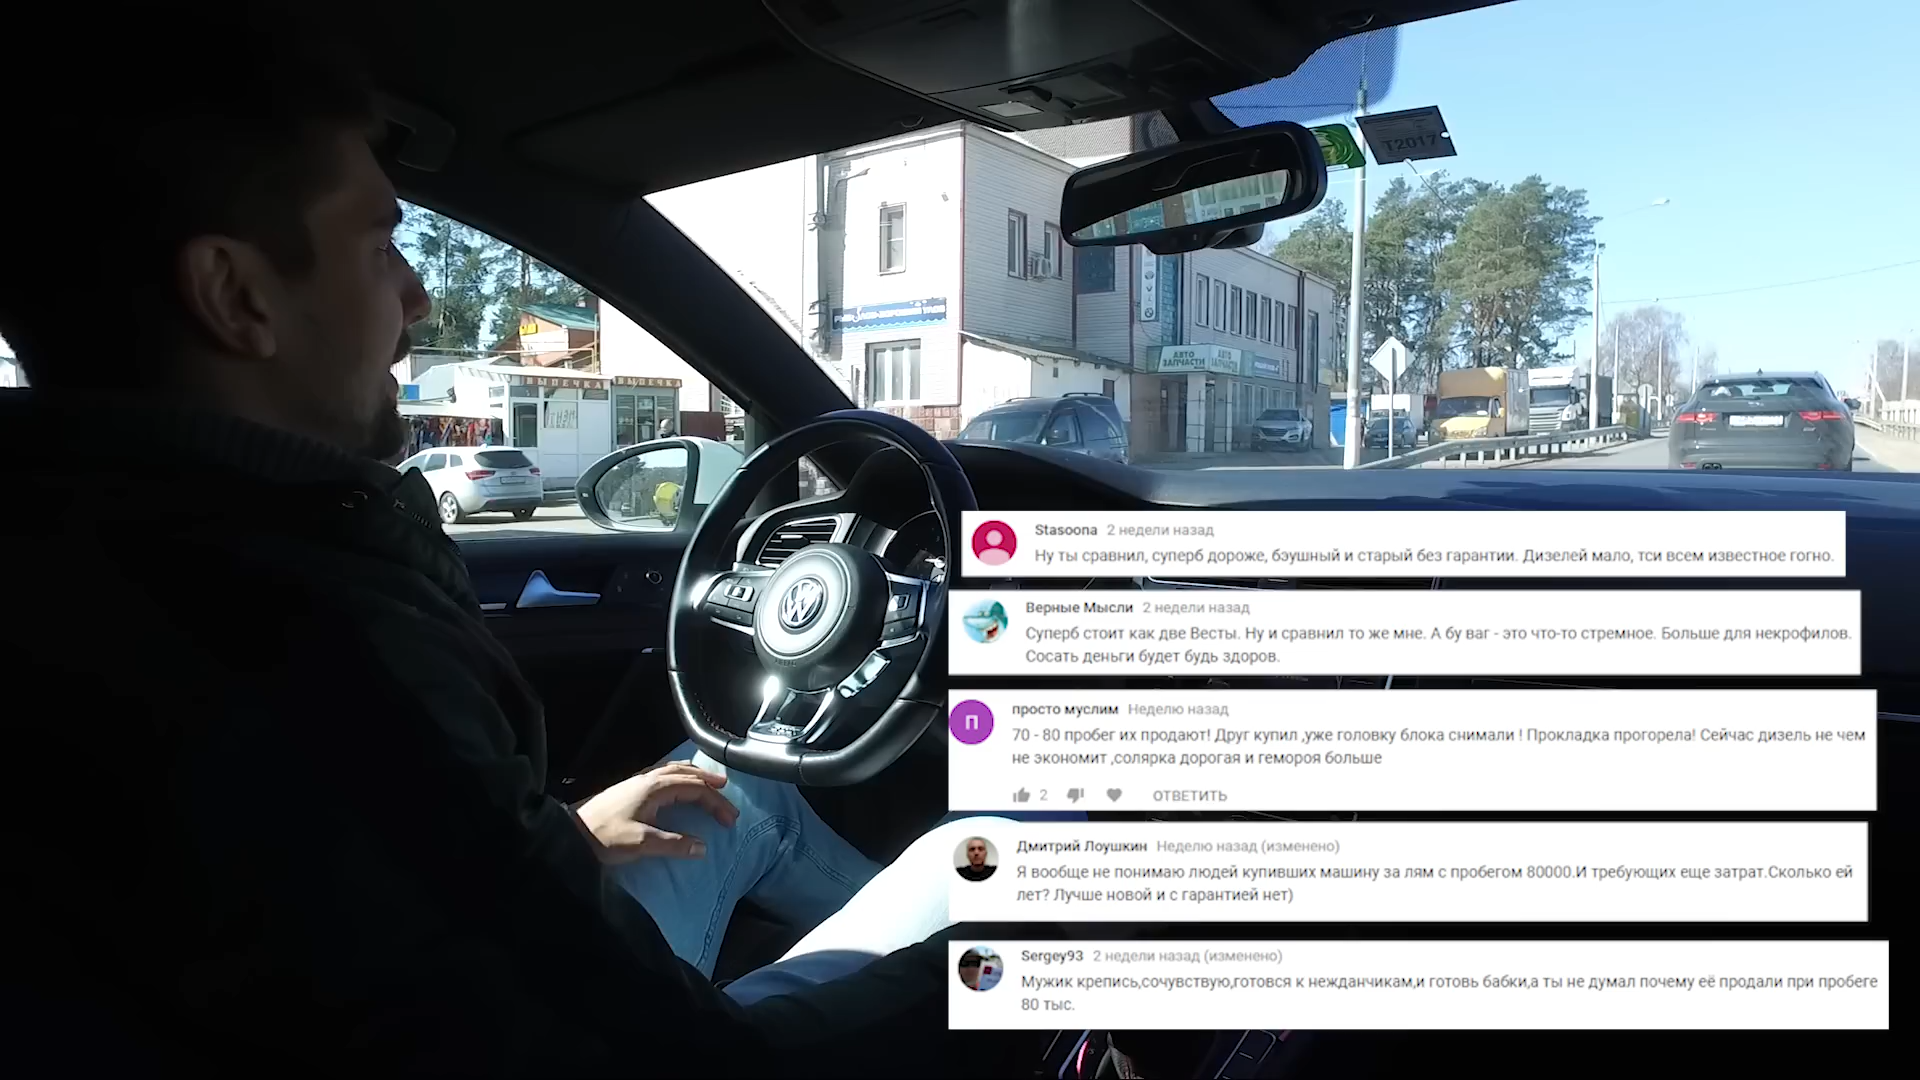 T2017
АВТО
ЗАПЧАСТИ
АВТО
ЗАПЧАСТИ
ВЫПЕЧКА
ВЫПЕЧКА
Stasoona 2 недели назад
Ну ты сравнил, суперб дороже, бэушный и старый без гарантии. Дизелей мало, тси всем известное гогно.
Верные Мысли 2 недели назад
Суперб стоит как две Весты. Ну и сравнил то же мне. А бу ваг - это что-то стремное. Больше для некрофилов.
Сосать деньги будет будь здоров.
П
просто муслим Неделю назад
70 - 80 пробег их продают! Друг купил ,уже головку блока снимали ! Прокладка прогорела! Сейчас дизель не чем
не экономит ,солярка дорогая и гемороя больше
2 ОТВЕТИТЬ
Дмитрий Лоушкин Неделю назад (изменено)
Я вообще не понимаю людей купивших машину за лям с пробегом 80000.И требующих еще затрат.Сколько ей
лет? Лучше новой и с гарантией нет)
Sergey93 2 недели назад (изменено)
Мужик крепись,сочувствую,готовся к нежданчикам,и готовь бабки,а ты не думал почему её продали при пробеге
80 тыс.